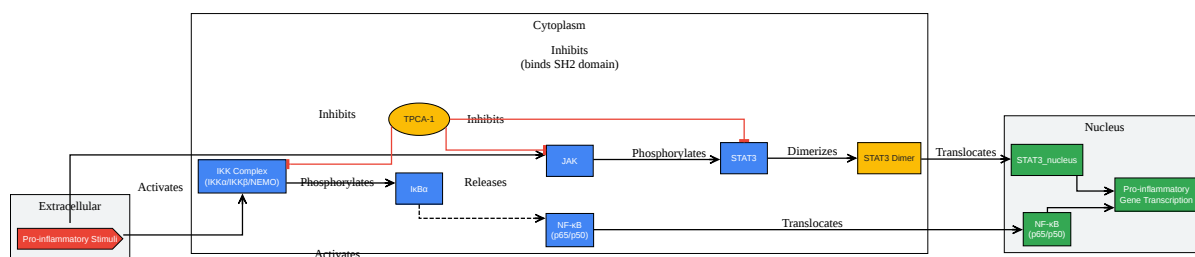 Cytoplasm
Inhibits
(binds SH2 domain)
Inhibits
TPCA-1
Inhibits
Nucleus
IKK Complex
(IKKα/IKKβ/NEMO)
Phosphorylates
IκBα
Releases
JAK
Phosphorylates
STAT3
Dimerizes
STAT3 Dimer
Translocates
STAT3_nucleus
Activates
Extracellular
Pro-inflammatory Stimuli
NF-κB
(p65/p50)
Translocates
NF-κB
(p65/p50)
Pro-inflammatory
Gene Transcription
Activates